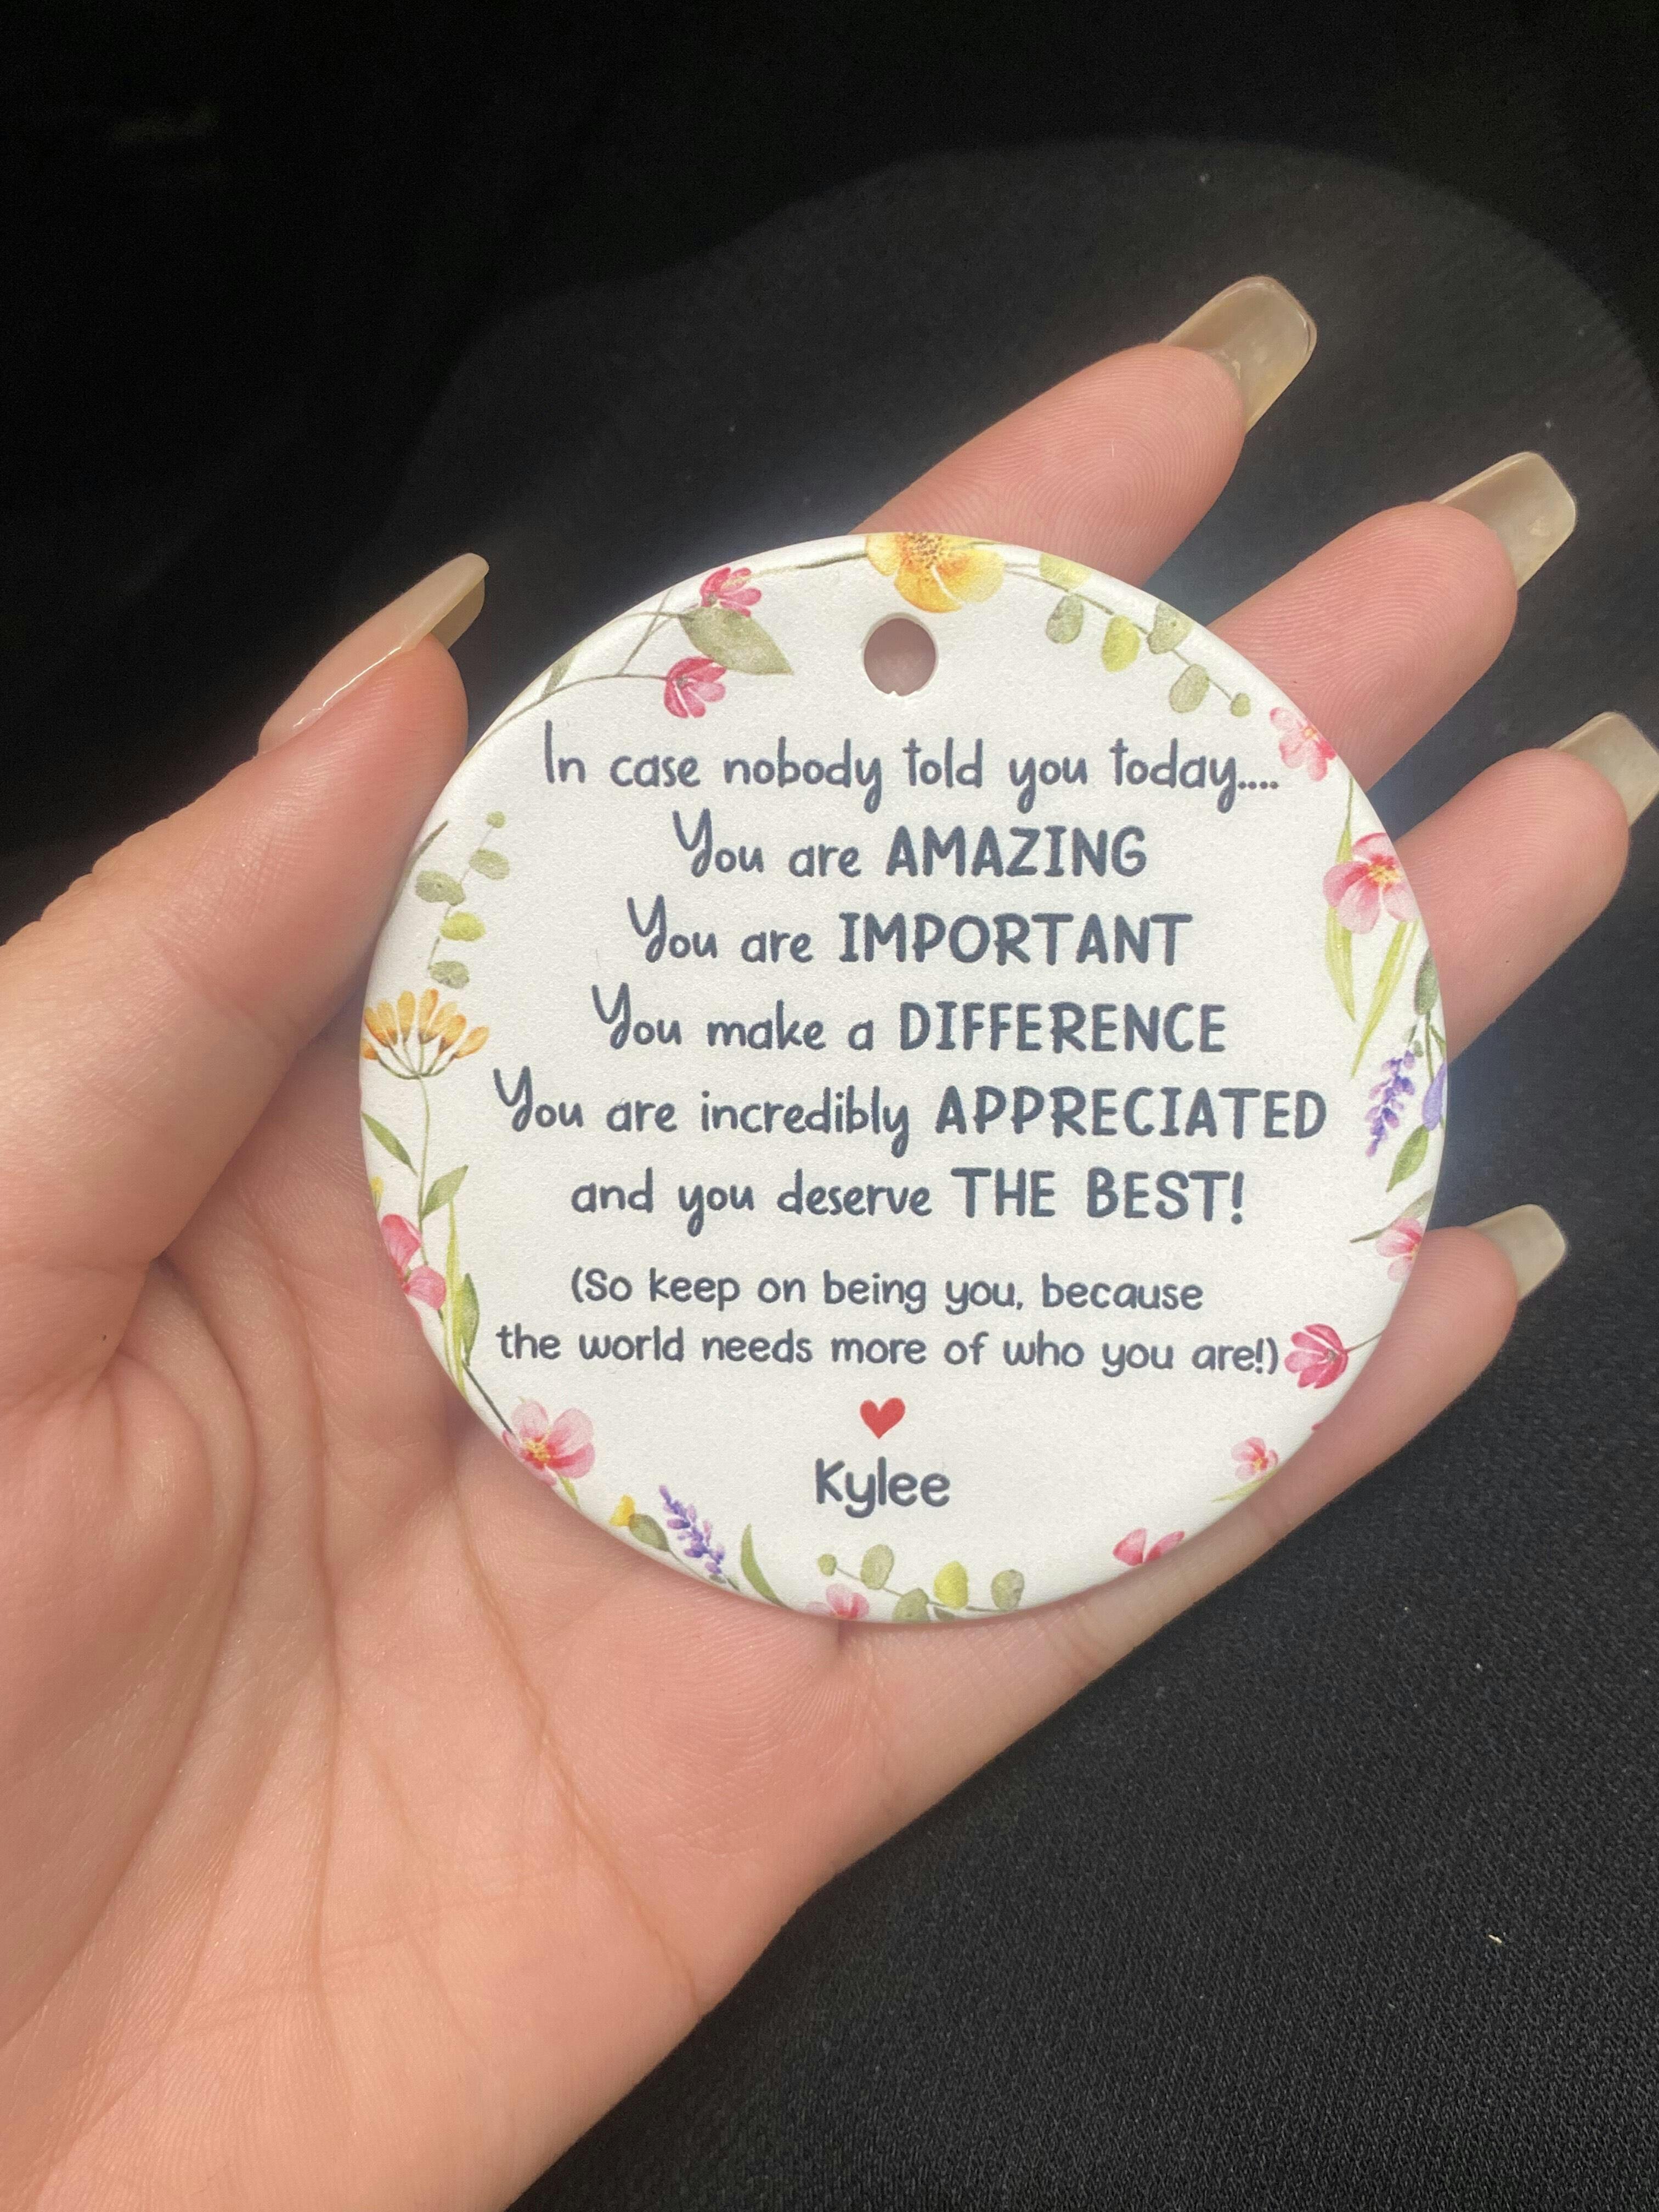 In case nobody told you today....
You are AMAZING
You are IMPORTANT
You make a DIFFERENCE
You are incredibly APPRECIATED
and you deserve THE BEST!
(So keep on being you, because
the world needs more of who you are!)
Kylee